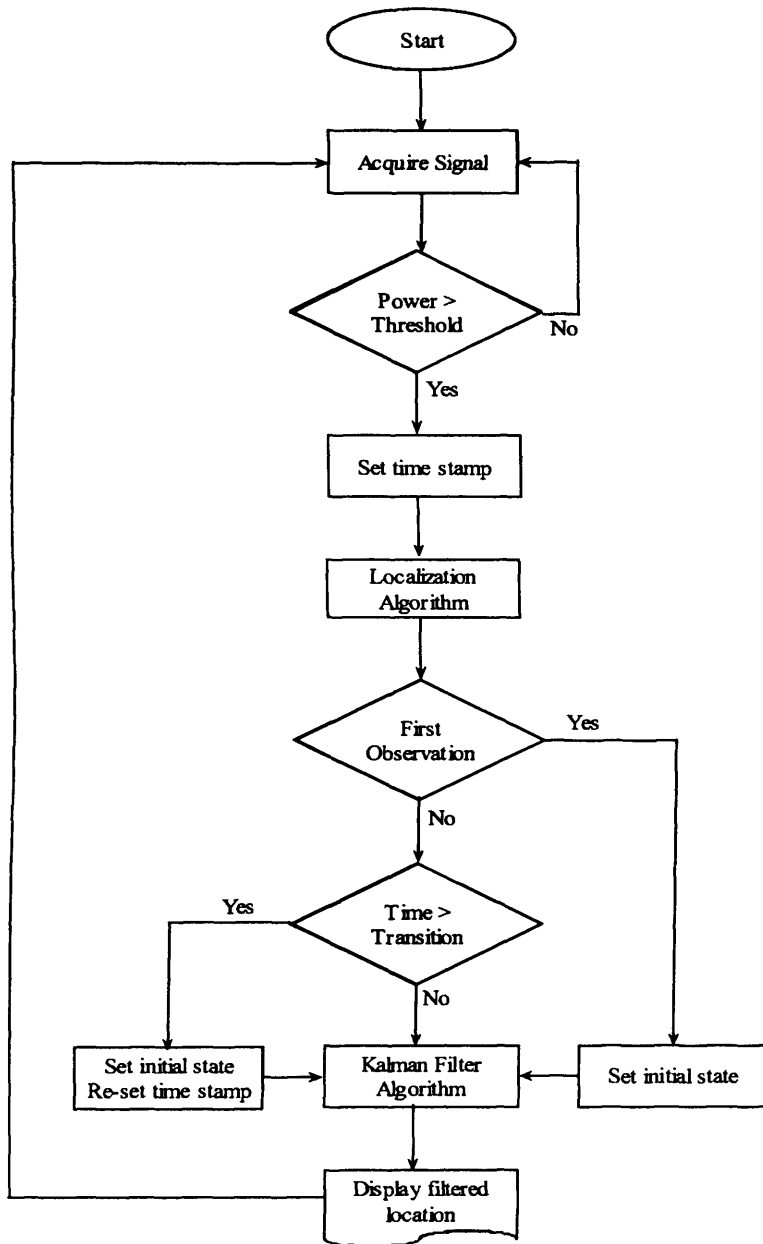 Start
Acquire Signal
Power >
Threshold
No
Yes
Set time stamp
Localization
Algorithm
First
Observation
Yes
No
Time >
Transition
Yes
No
Set initial state
Re-set time stamp
Kalman Filter
Algorithm
Set initial state
Display filtered
location